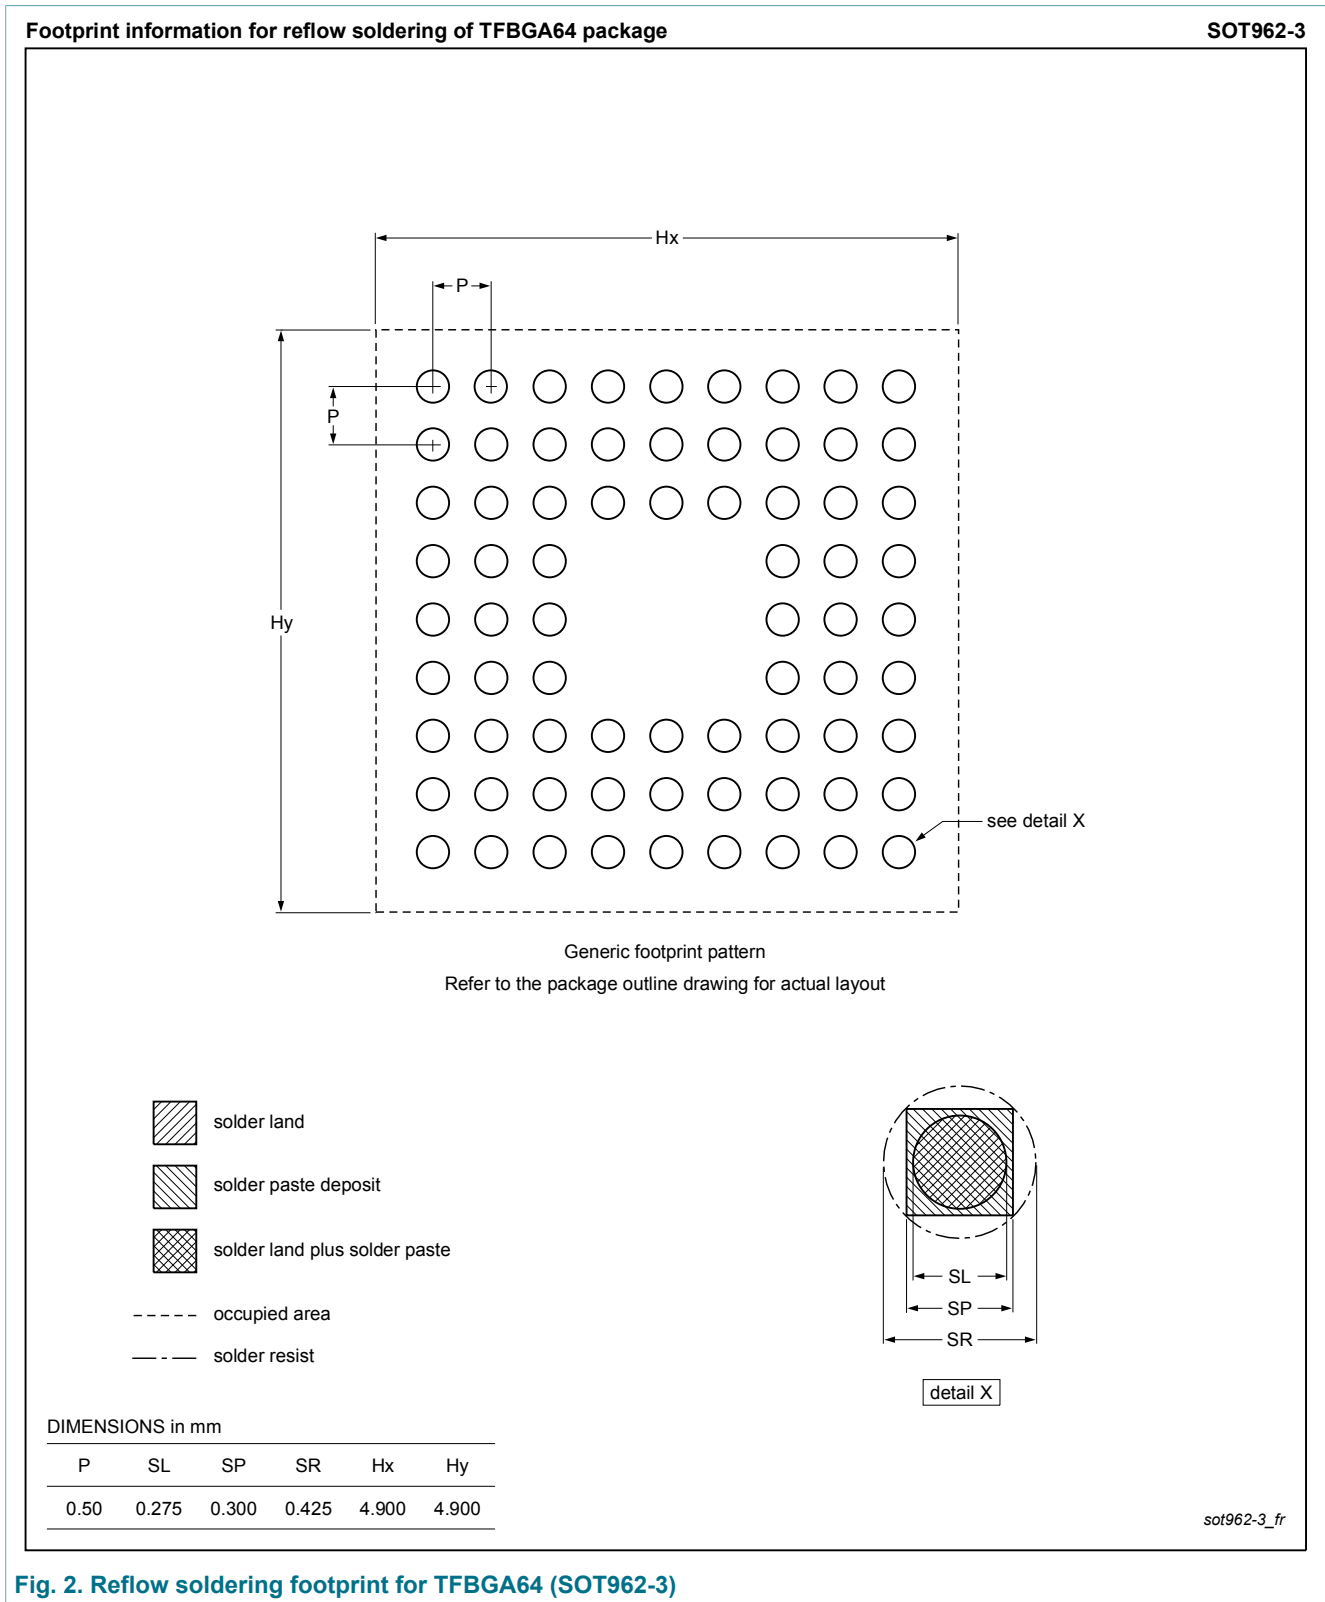 Footprint information for reflow soldering of TFBGA64 package SOT962-3
Hx
P
P
Hy
see detail X
Generic footprint pattern
Refer to the package outline drawing for actual layout
solder land
solder paste deposit
solder land plus solder paste
occupied area
solder resist
SL
SP
SR
detail X
DIMENSIONS in mm
P SL SP SR Hx Hy
0.50 0.275 0.300 0.425 4.900 4.900
sot962-3_fr
Fig. 2. Reflow soldering footprint for TFBGA64 (SOT962-3)